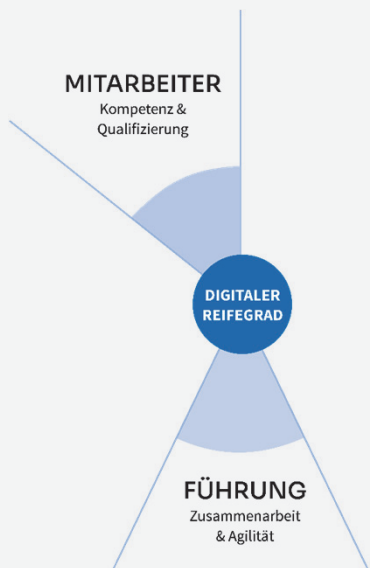 MITARBEITER
Kompetenz &
Qualifizierung
DIGITALER
REIFEGRAD
FÜHRUNG
Zusammenarbeit
& Agilität